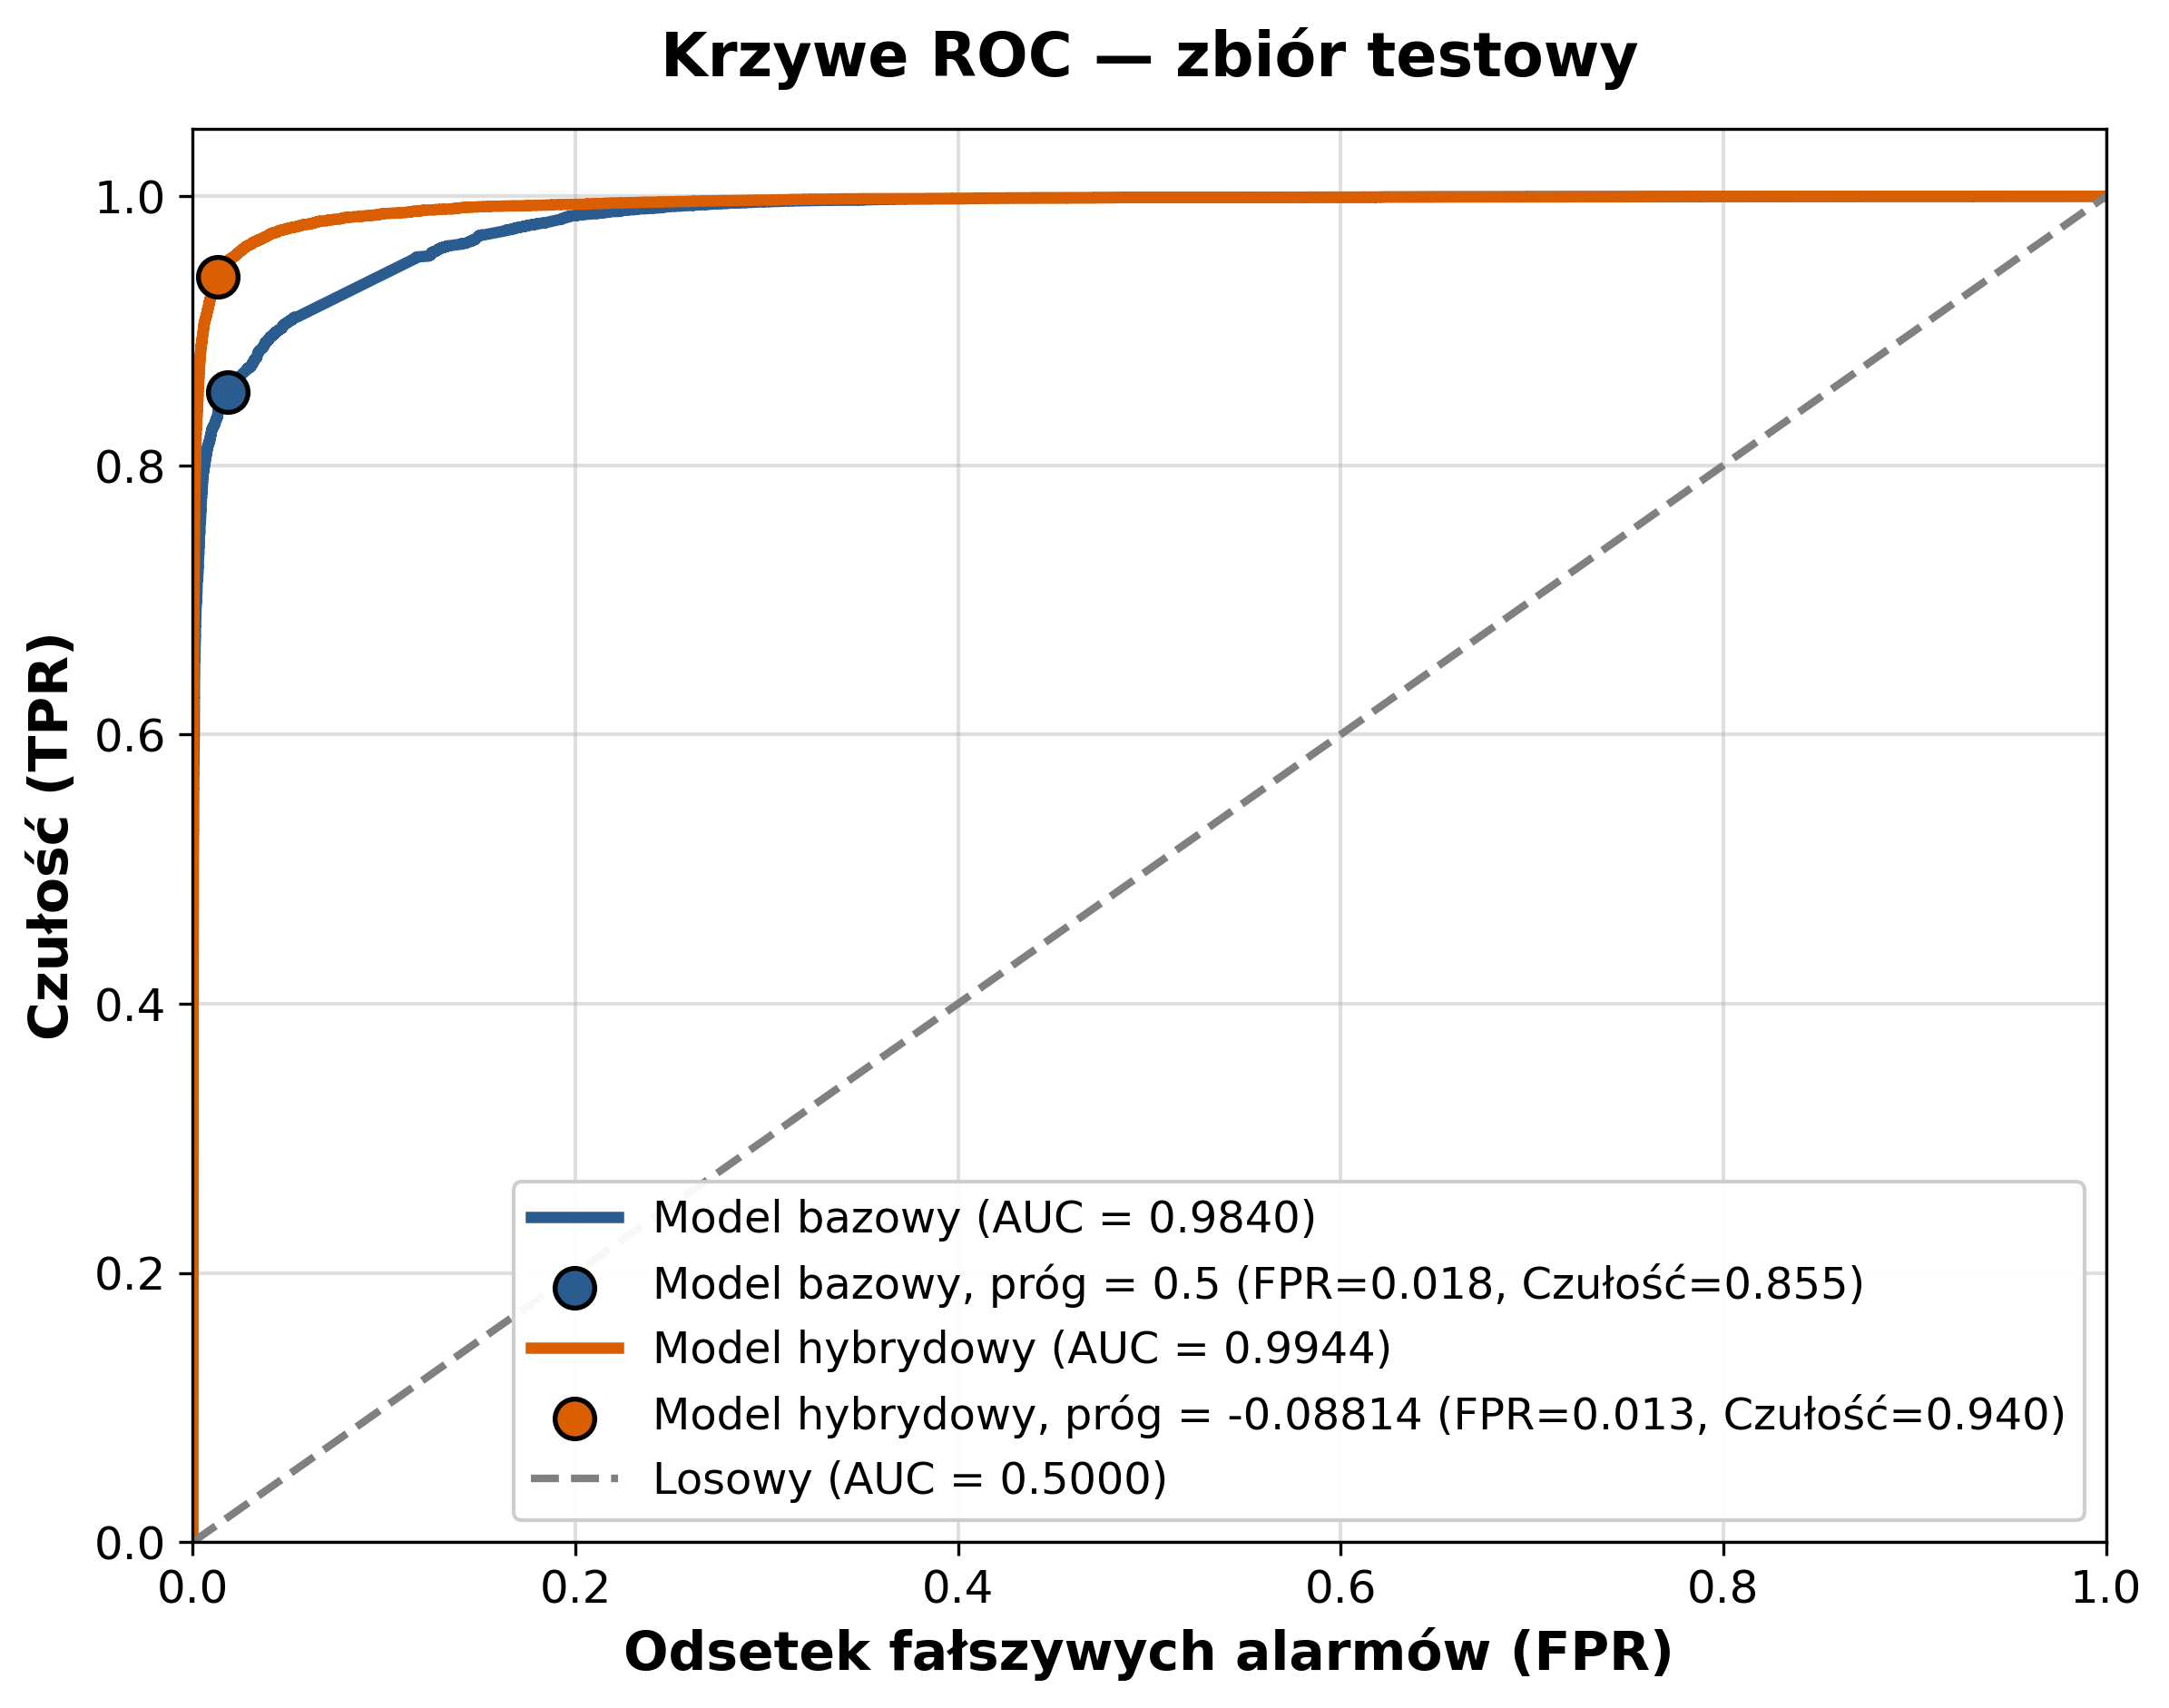 Krzywe ROC — zbiór testowy
Czułość (TPR)
1.0
0.8
0.6
0.4
0.2
0.0
Model bazowy (AUC = 0.9840)
Model bazowy, próg = 0.5 (FPR=0.018, Czułość=0.855)
Model hybrydowy (AUC = 0.9944)
Model hybrydowy, próg = -0.08814 (FPR=0.013, Czułość=0.940)
Losowy (AUC = 0.5000)
0.0 0.2 0.4 0.6 0.8 1.0
Odsetek fałszywych alarmów (FPR)